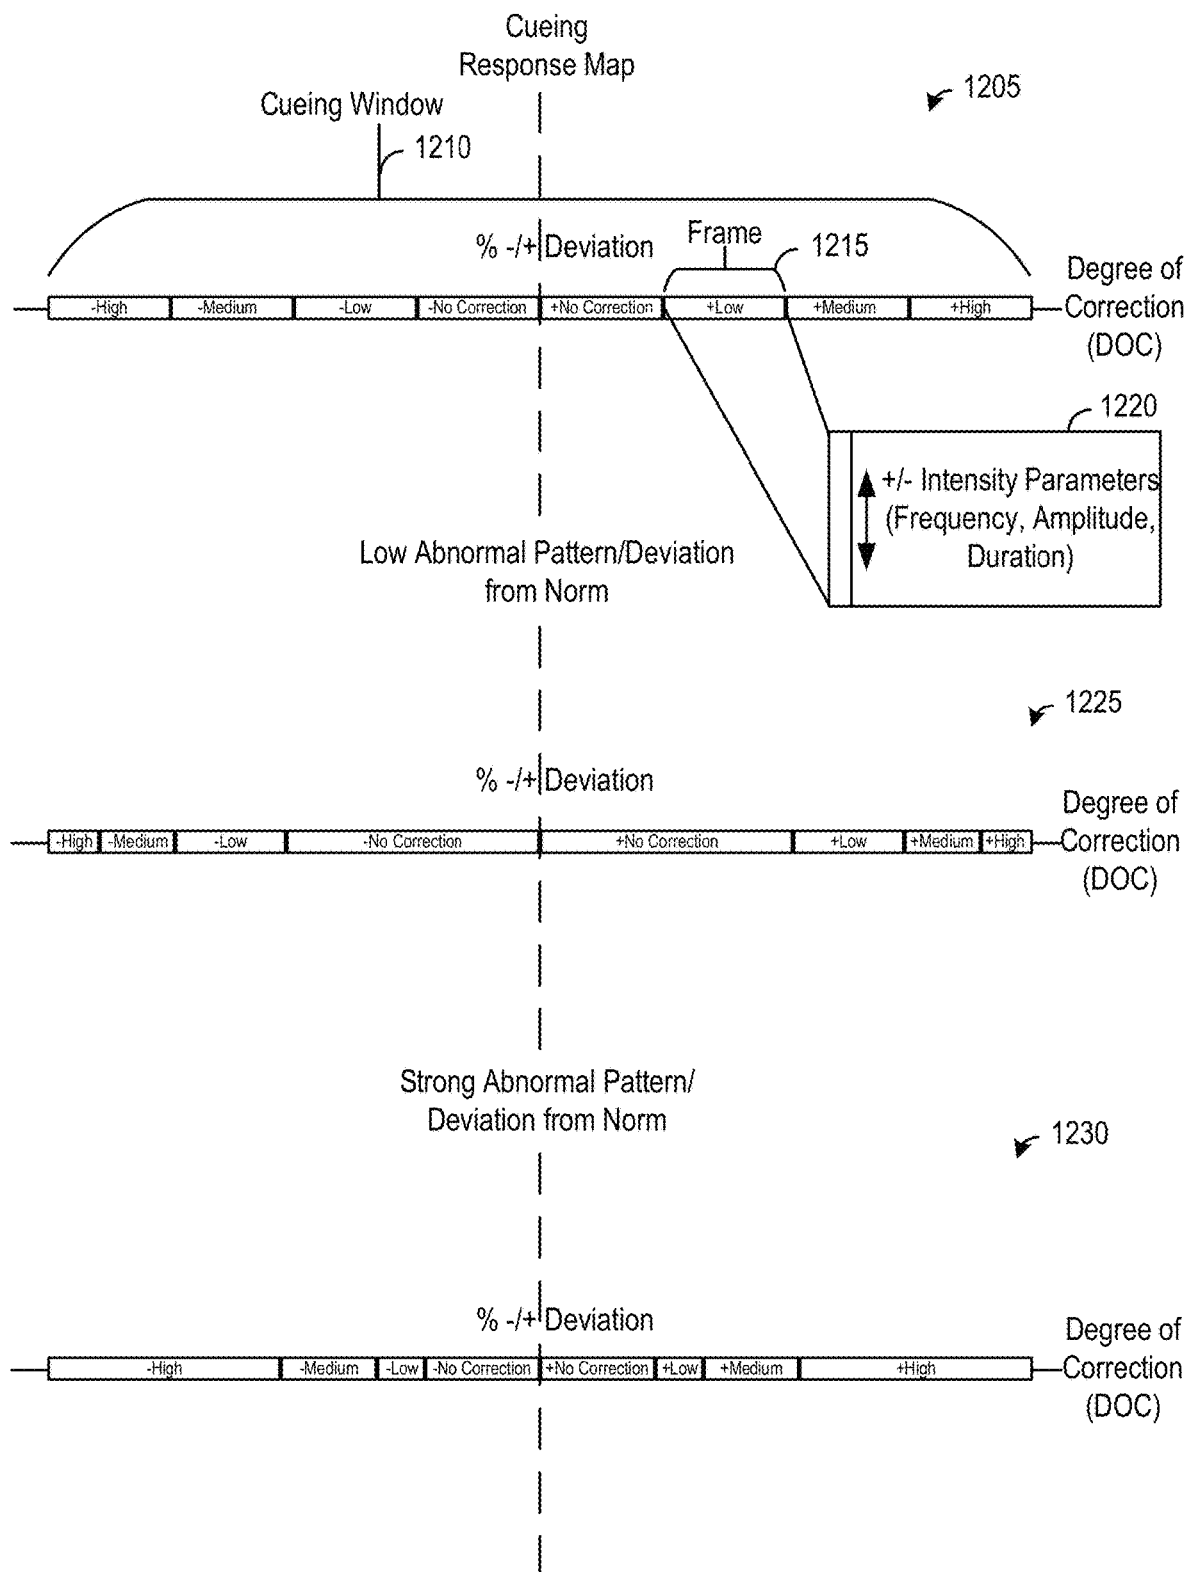 Cueing
Response Map
1205
Cueing Window
1210
% -/+ Deviation
Frame
1215
Degree of
Correction
(DOC)
-High -Medium -Low -No Correction +No Correction +Low +Medium +High
1220
+/- Intensity Parameters
(Frequency, Amplitude,
Duration)
Low Abnormal Pattern/Deviation
from Norm
1225
% -/+ Deviation
Degree of
Correction
(DOC)
-High -Medium -Low -No Correction +No Correction +Low +Medium +High
Strong Abnormal Pattern/
Deviation from Norm
1230
% -/+ Deviation
Degree of
Correction
(DOC)
-High -Medium -Low -No Correction +No Correction +Low +Medium +High